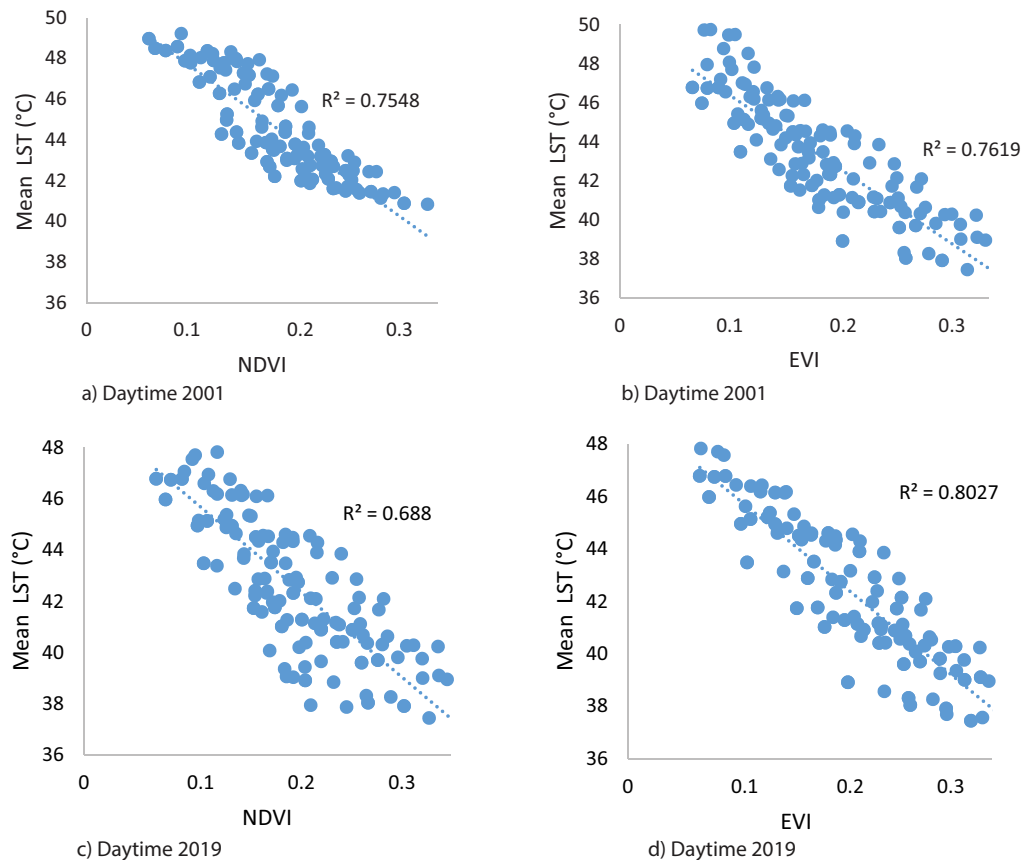 50
48
46
44
42
40
38
36
Mean LST (°C)
R² = 0.7548
0
0.1
0.2
0.3
NDVI
a) Daytime 2001
50
48
46
44
42
40
38
36
Mean LST (°C)
R² = 0.7619
0
0.1
0.2
0.3
EVI
b) Daytime 2001
48
46
44
42
40
38
36
Mean LST (°C)
R² = 0.688
0
0.1
0.2
0.3
NDVI
c) Daytime 2019
48
46
44
42
40
38
36
Mean LST (°C)
R² = 0.8027
0
0.1
0.2
0.3
EVI
d) Daytime 2019